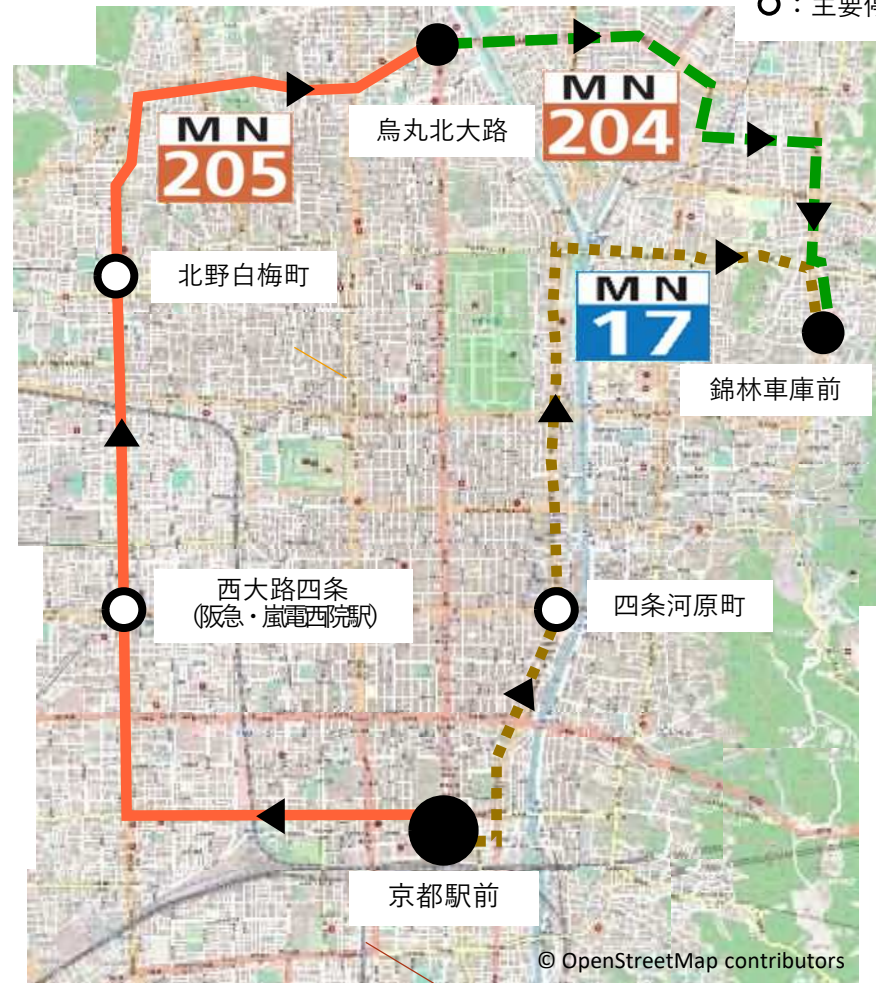 ：主要停
烏丸北大路
MN
204
MN
205
北野白梅町
MN
17
錦林車庫前
西大路四条
(阪急・嵐電西院駅)
四条河原町
京都駅前
© OpenStreetMap contributors